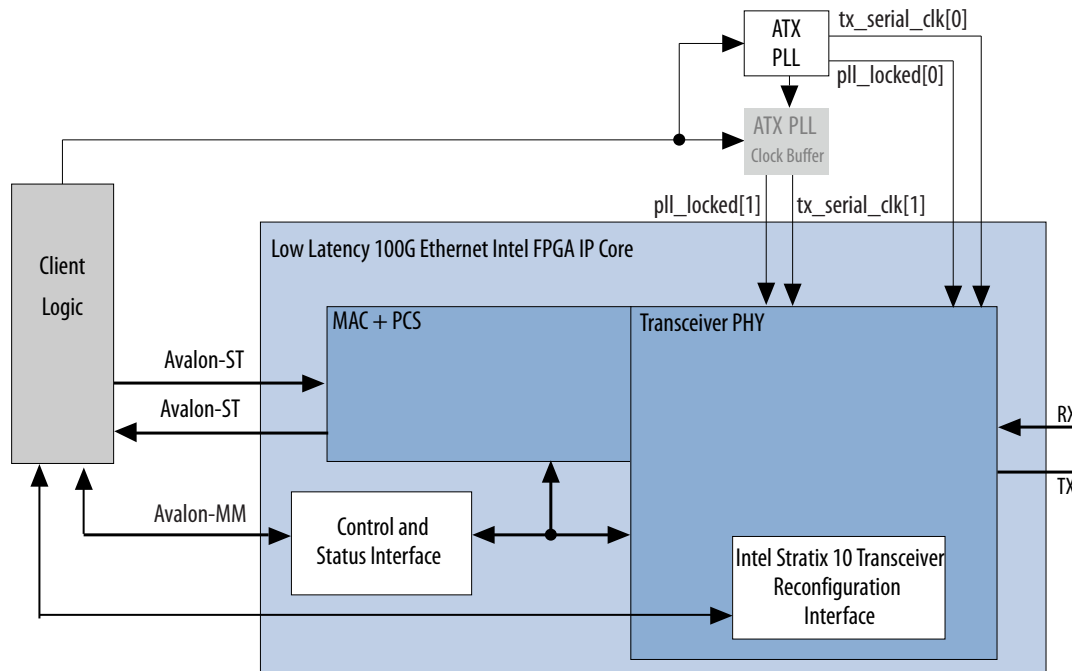 ATX
PLL
tx_serial_clk[0]
pll_locked[0]
ATX PLL
Clock Buffer
pll_locked[1]
tx_serial_clk[1]
Low Latency 100G Ethernet Intel FPGA IP Core
Client
Logic
MAC + PCS
Transceiver PHY
Avalon-ST
Avalon-ST
RX
TX
Avalon-MM
Control and
Status Interface
Intel Stratix 10 Transceiver
Reconfiguration
Interface